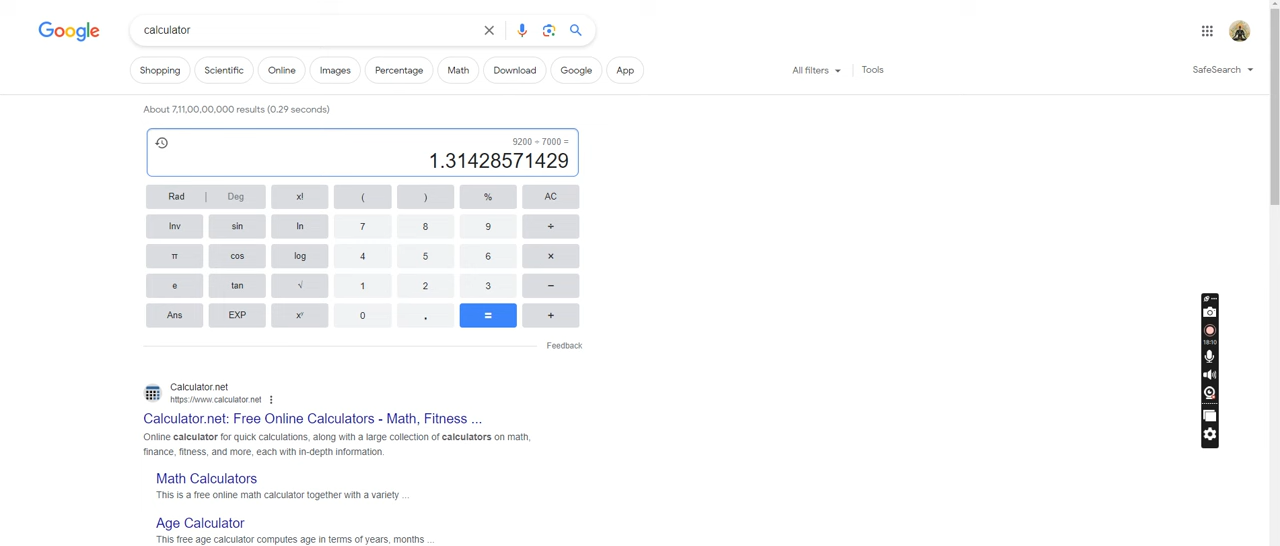 Google
calculator
Shopping Scientific Online Images Percentage Math Download Google App All filters Tools SafeSearch
About 7,11,00,00,000 results (0.29 seconds)
9200 ÷ 7000 =
1.31428571429
Rad | Deg x! ( ) % AC
Inv sin ln 7 8 9 ÷
π cos log 4 5 6 ×
e tan √ 1 2 3 −
Ans EXP xʸ 0 . = +
Feedback
18:10
Calculator.net
https://www.calculator.net
Calculator.net: Free Online Calculators - Math, Fitness ...
Online calculator for quick calculations, along with a large collection of calculators on math,
finance, fitness, and more, each with in-depth information.
Math Calculators
This is a free online math calculator together with a variety ...
Age Calculator
This free age calculator computes age in terms of years, months ...